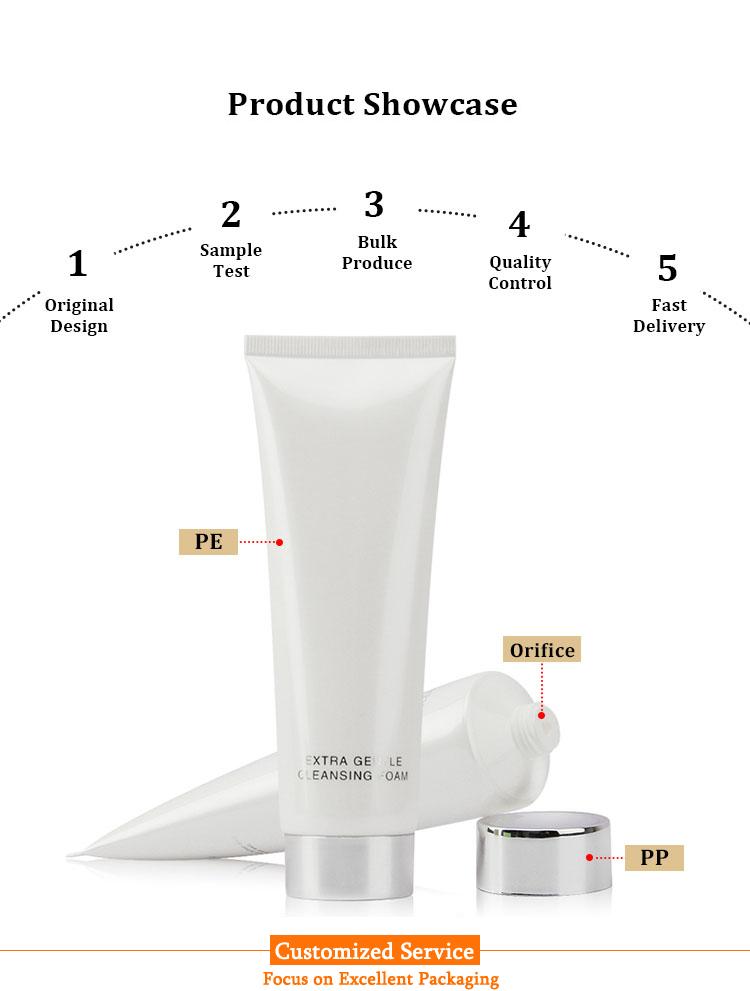 Product Showcase
1
Original
Design
2
Sample
Test
3
Bulk
Produce
4
Quality
Control
5
Fast
Delivery
PE
Orifice
EXTRA GE LE
LEANSING OAM
PP
Customized Service
Focus on Excellent Packaging